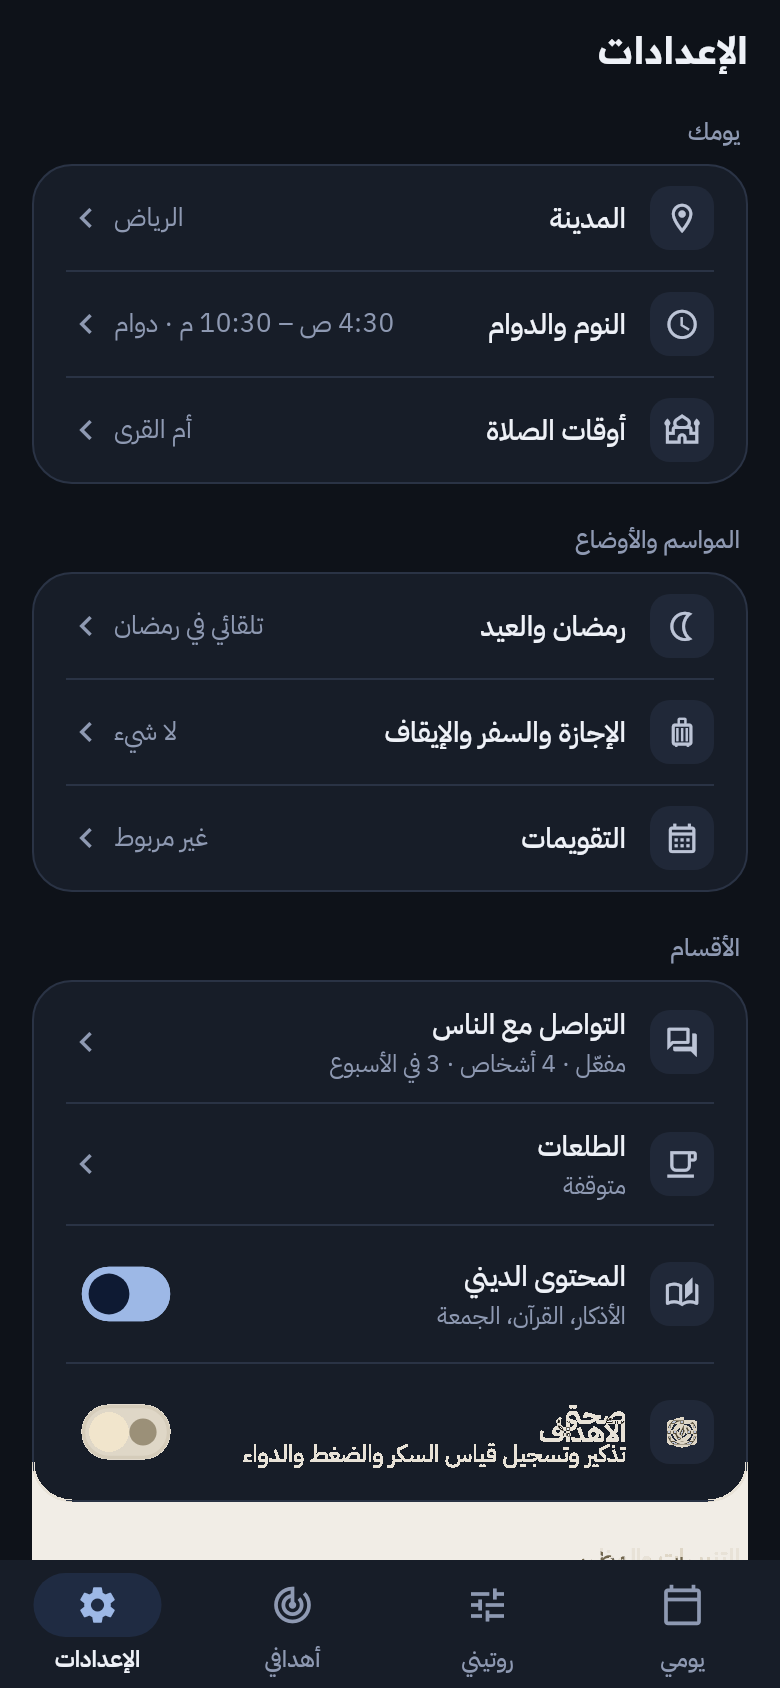 الإعدادات
يومك
المدينة
الرياض
النوم والدوام
4:30 ص – 10:30 م · دوام
أوقات الصلاة
أم القرى
المواسم والأوضاع
رمضان والعيد
تلقائي في رمضان
الإجازة والسفر والإيقاف
لا شيء
التقويمات
غير مربوط
الأقسام
التواصل مع الناس
مفعّل · 4 أشخاص · 3 في الأسبوع
الطلعات
متوقفة
المحتوى الديني
الأذكار، القرآن، الجمعة
صحتي
الأهداف
تذكير وتسجيل قياس السكر والضغط والدواء
يومي
روتيني
أهدافي
الإعدادات